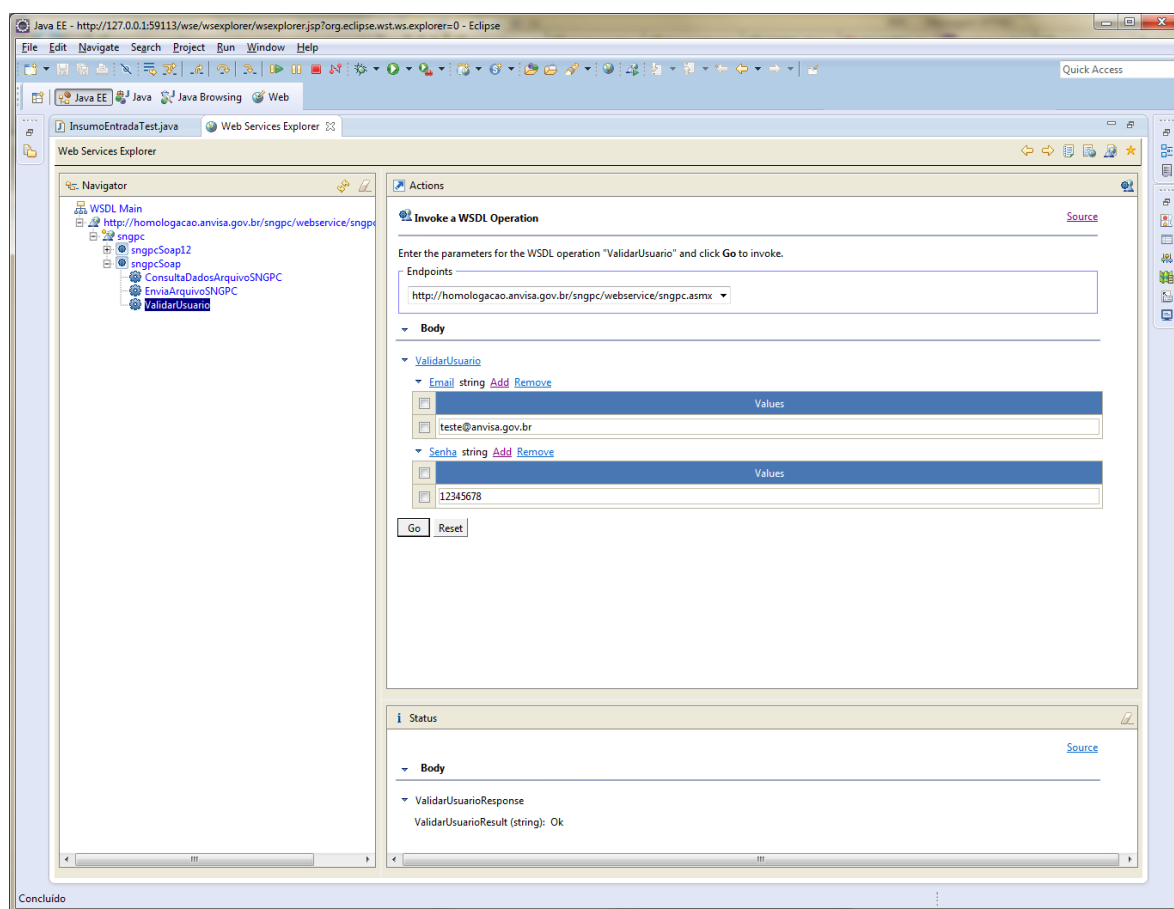 Java EE - http://127.0.0.1:59113/wse/wsexplorer/wsexplorer.jsp?org.eclipse.wst.ws.explorer=0 - Eclipse
File Edit Navigate Search Project Run Window Help
Quick Access
Java EE Java Java Browsing Web
InsumoEntradaTest.java Web Services Explorer
Web Services Explorer
Navigator
WSDL Main
http://homologacao.anvisa.gov.br/sngpc/webservice/sngpc
sngpc
sngpcSoap12
sngpcSoap
ConsultaDadosArquivoSNGPC
EnviaArquivoSNGPC
ValidarUsuario
Actions
Invoke a WSDL Operation Source
Enter the parameters for the WSDL operation "ValidarUsuario" and click Go to invoke.
Endpoints
http://homologacao.anvisa.gov.br/sngpc/webservice/sngpc.asmx
Body
ValidarUsuario
Email string Add Remove
Values
teste@anvisa.gov.br
Senha string Add Remove
Values
12345678
Go Reset
Status
Source
Body
ValidarUsuarioResponse
ValidarUsuarioResult (string): Ok
Concluído